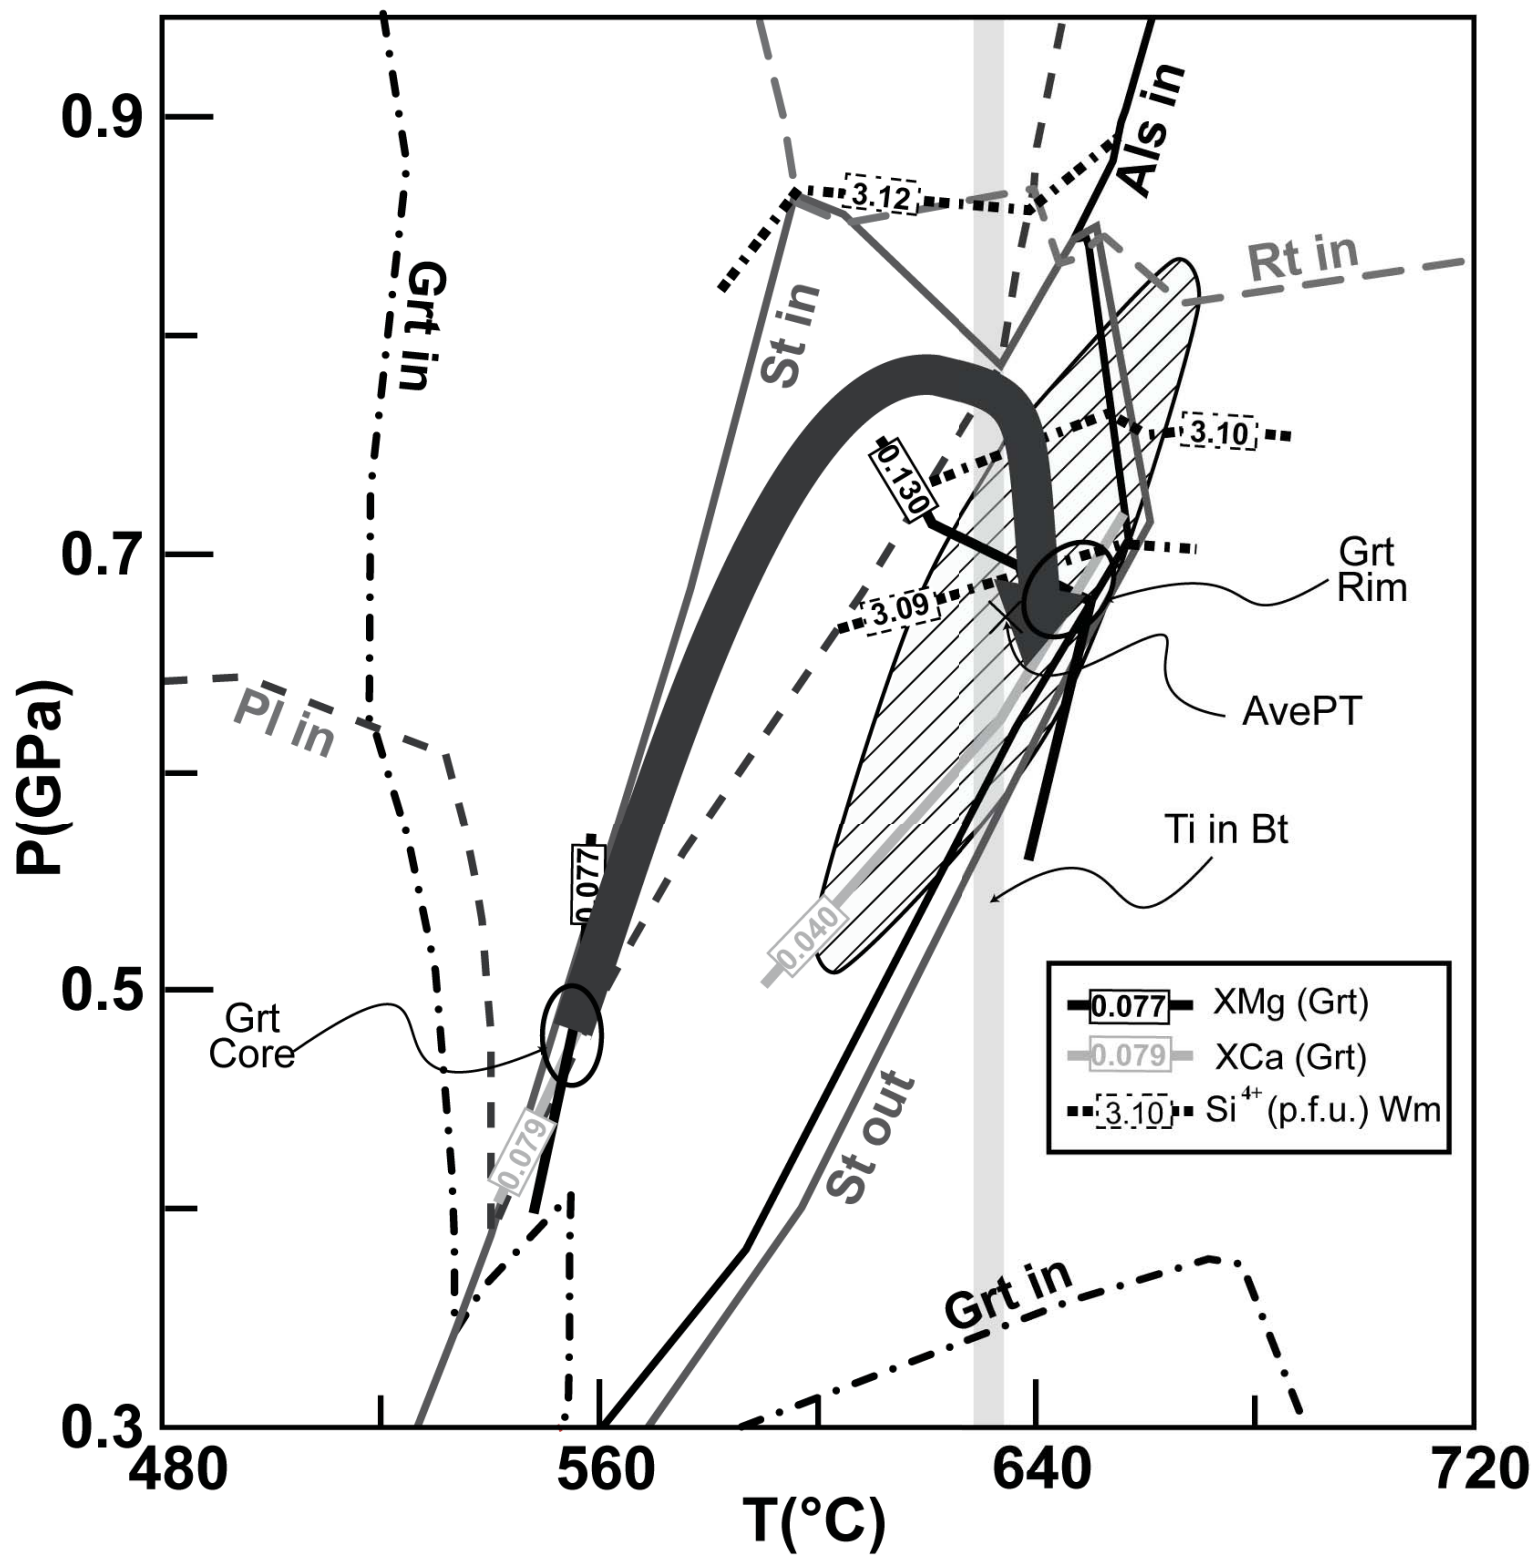 0.9
Als in
3.12
Rt in
Grt in
St in
3.10
0.130
0.7
Grt
Rim
3.09
Pl in
AvePT
P(GPa)
Ti in Bt
0.077
0.040
0.5
0.077 XMg (Grt)
0.079 XCa (Grt)
3.10 Si4+ (p.f.u.) Wm
Grt
Core
0.079
St out
Grt in
0.3
480 560 640 720
T(°C)